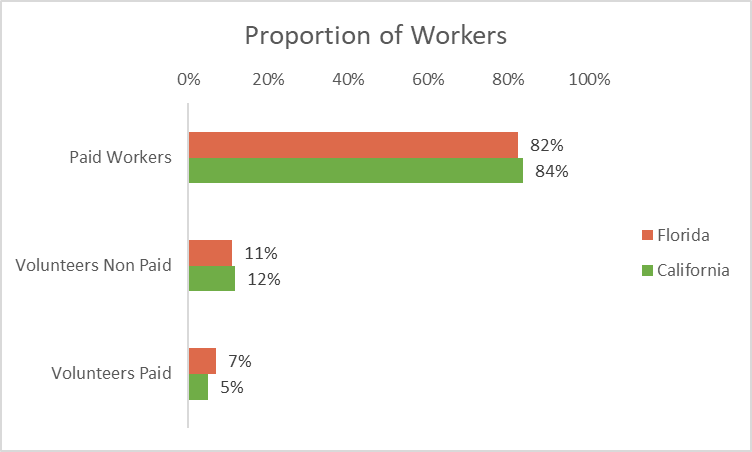 Proportion of Workers
0% 20% 40% 60% 80% 100%
Paid Workers 82%
84%
Volunteers Non Paid 11%
12%
Volunteers Paid 7%
5%
Florida
California